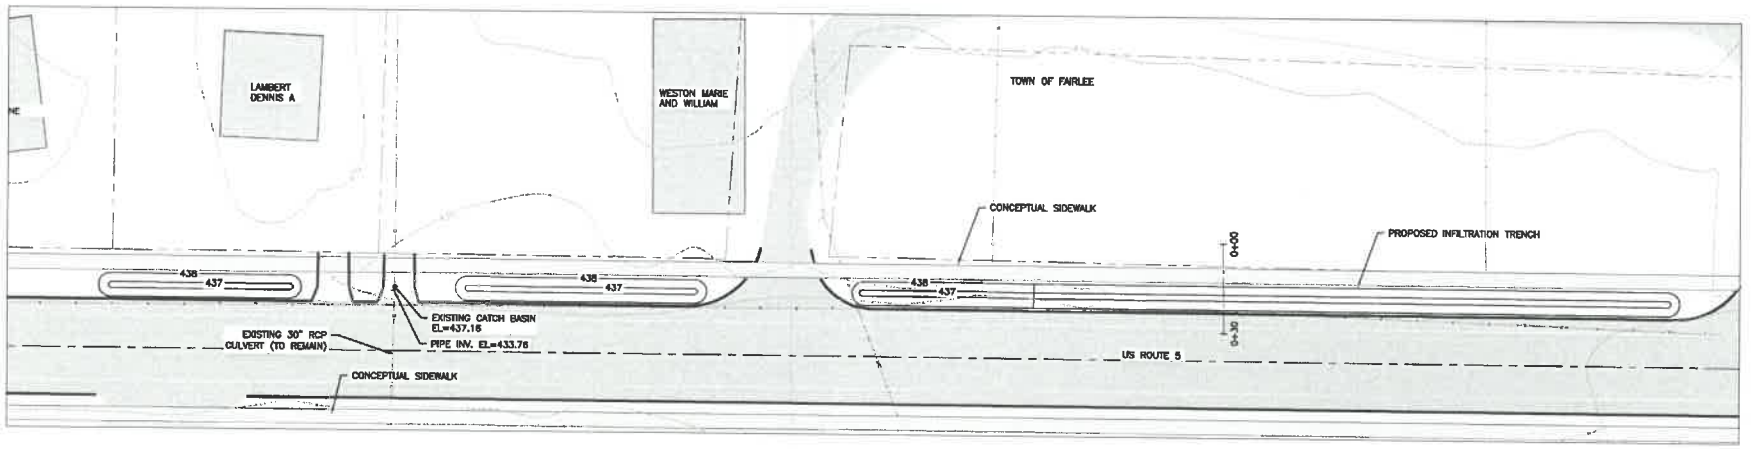 NE
LAMBERT
DENNIS A
WESTON MARIE
AND WILLIAM
TOWN OF FAIRLEE
CONCEPTUAL SIDEWALK
0+00
PROPOSED INFILTRATION TRENCH
438
437
438
437
438
437
EXISTING CATCH BASIN
EL=437.16
EXISTING 30" RCP
CULVERT (TO REMAIN)
PIPE INV. EL=433.76
0+30
US ROUTE 5
CONCEPTUAL SIDEWALK